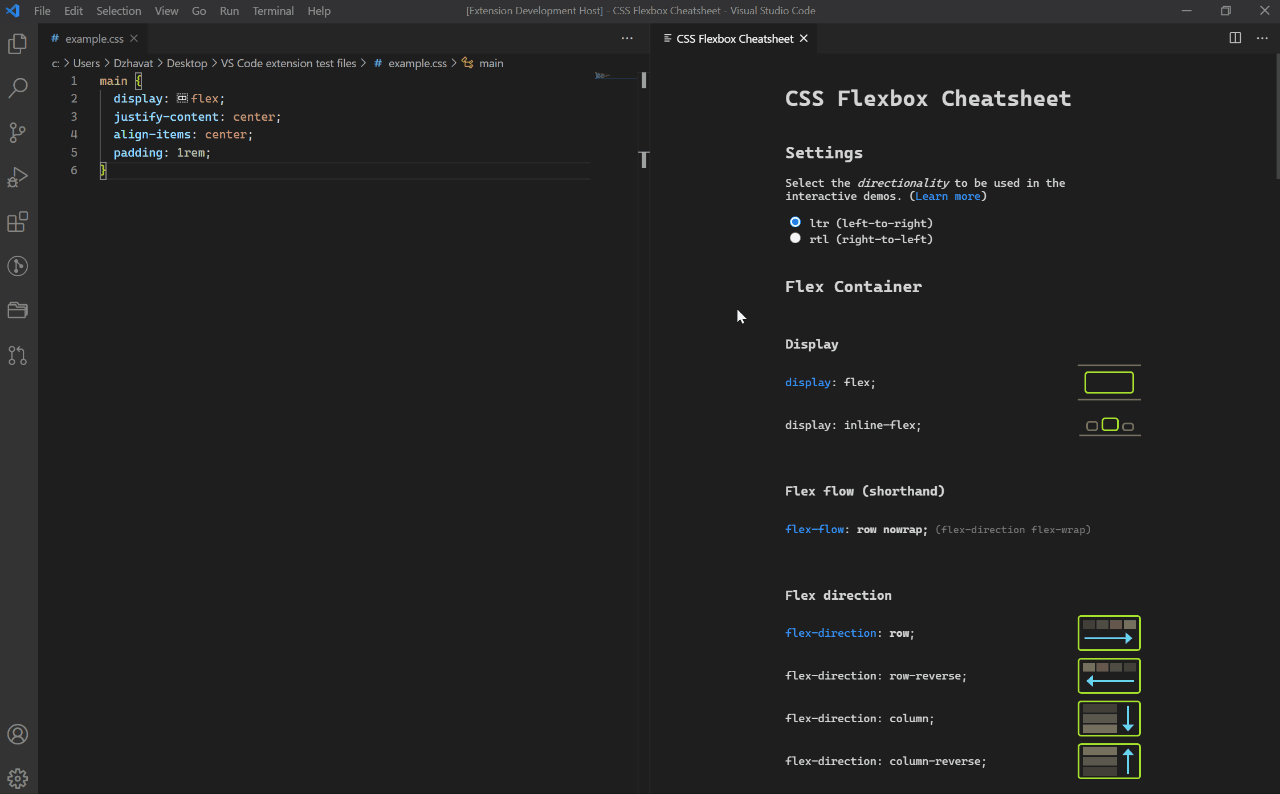 File Edit Selection View Go Run Terminal Help [Extension Development Host] - CSS Flexbox Cheatsheet - Visual Studio Code
# example.css
c: > Users > Dzhavat > Desktop > VS Code extension test files > # example.css > main
1 main {
2 display: flex;
3 justify-content: center;
4 align-items: center;
5 padding: 1rem;
6 }
CSS Flexbox Cheatsheet
CSS Flexbox Cheatsheet
Settings
Select the directionality to be used in the
interactive demos. (Learn more)
ltr (left-to-right)
rtl (right-to-left)
Flex Container
Display
display: flex;
display: inline-flex;
Flex flow (shorthand)
flex-flow: row nowrap; (flex-direction flex-wrap)
Flex direction
flex-direction: row;
flex-direction: row-reverse;
flex-direction: column;
flex-direction: column-reverse;